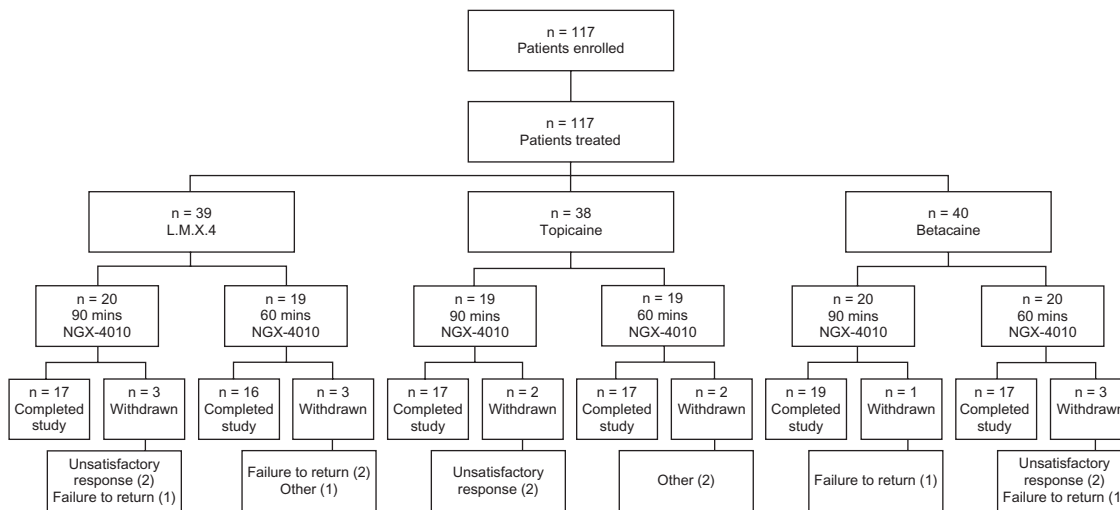 n = 117
Patients enrolled
n = 117
Patients treated
n = 39
L.M.X.4
n = 38
Topicaine
n = 40
Betacaine
n = 20
90 mins
NGX-4010
n = 19
60 mins
NGX-4010
n = 19
90 mins
NGX-4010
n = 19
60 mins
NGX-4010
n = 20
90 mins
NGX-4010
n = 20
60 mins
NGX-4010
n = 17
Completed
study
n = 3
Withdrawn
n = 16
Completed
study
n = 3
Withdrawn
n = 17
Completed
study
n = 2
Withdrawn
n = 17
Completed
study
n = 2
Withdrawn
n = 19
Completed
study
n = 1
Withdrawn
n = 17
Completed
study
n = 3
Withdrawn
Unsatisfactory
response (2)
Failure to return (1)
Failure to return (2)
Other (1)
Unsatisfactory
response (2)
Other (2)
Failure to return (1)
Unsatisfactory
response (2)
Failure to return (1)